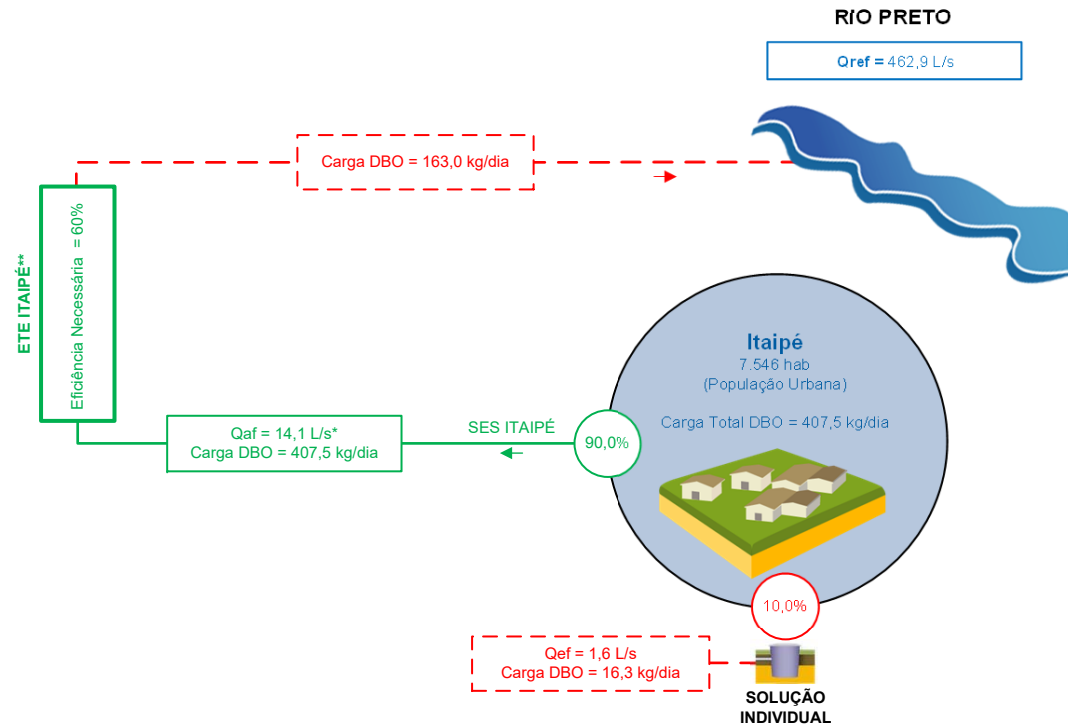 RIO PRETO
Qref = 462,9 L/s
Carga DBO = 163,0 kg/dia
ETE ITAIPÉ**
Eficiência Necessária = 60%
Itaipé
7.546 hab
(População Urbana)
Carga Total DBO = 407,5 kg/dia
SES ITAIPÉ
90,0%
Qaf = 14,1 L/s*
Carga DBO = 407,5 kg/dia
10,0%
Qef = 1,6 L/s
Carga DBO = 16,3 kg/dia
SOLUÇÃO
INDIVIDUAL